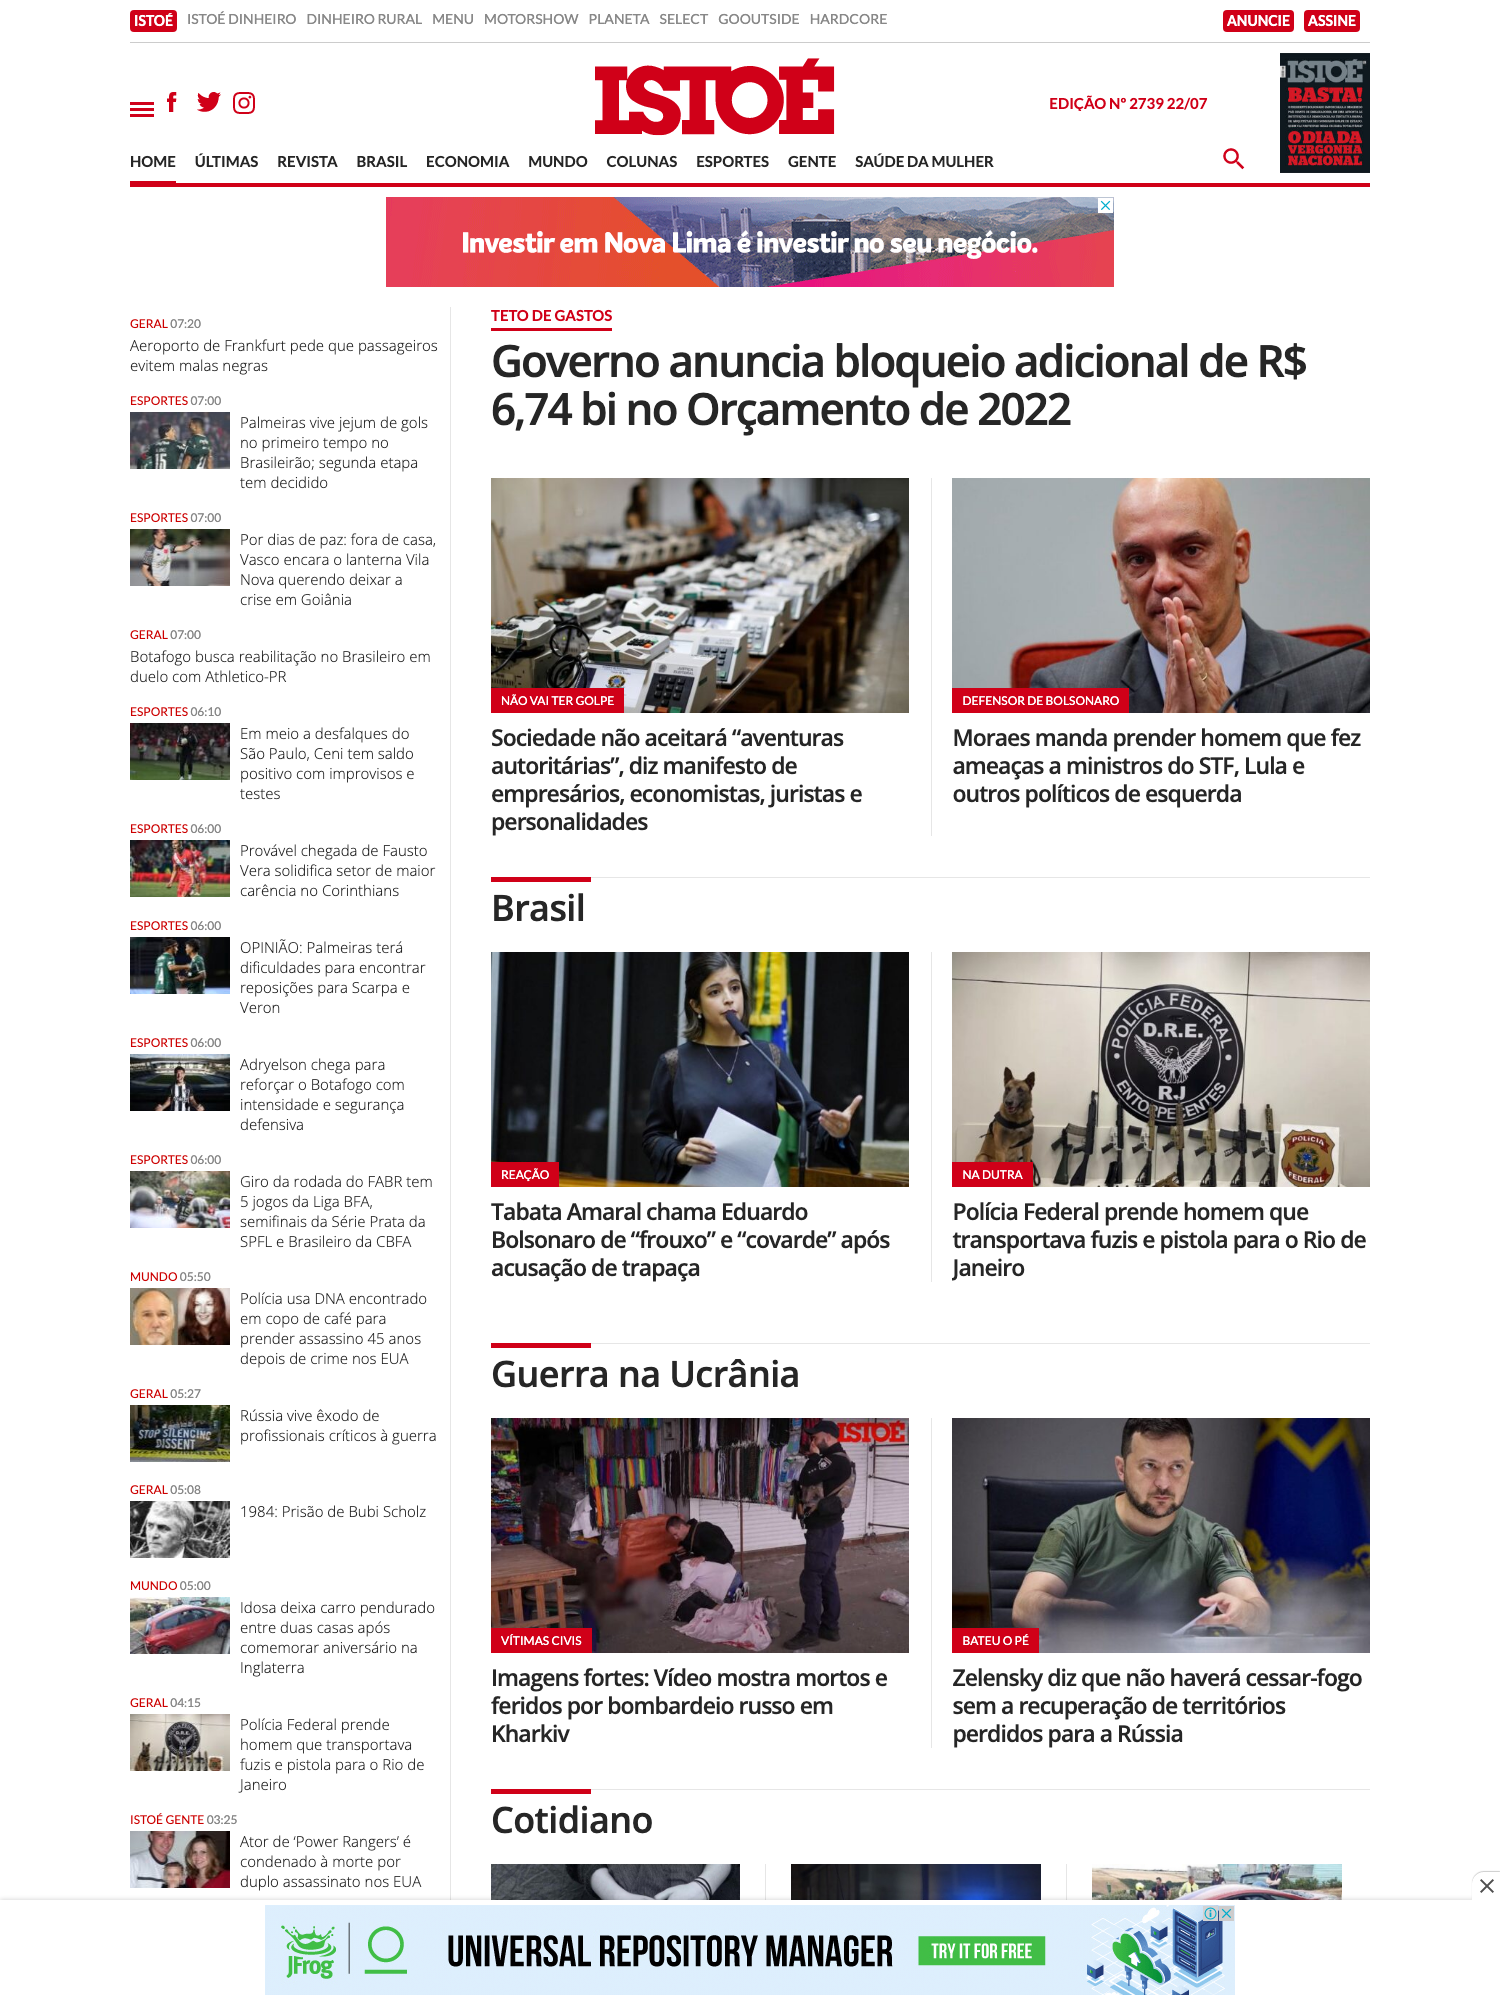 ISTOÉ ISTOÉ DINHEIRO DINHEIRO RURAL MENU MOTORSHOW PLANETA SELECT GOOUTSIDE HARDCORE ANUNCIE ASSINE
ISTOÉ
EDIÇÃO Nº 2739 22/07
ISTOÉ
BASTA!
O DIA DA
VERGONHA
NACIONAL
HOME ÚLTIMAS REVISTA BRASIL ECONOMIA MUNDO COLUNAS ESPORTES GENTE SAÚDE DA MULHER
Investir em Nova Lima é investir no seu negócio.
GERAL 07:20
Aeroporto de Frankfurt pede que passageiros
evitem malas negras
ESPORTES 07:00
Palmeiras vive jejum de gols
no primeiro tempo no
Brasileirão; segunda etapa
tem decidido
ESPORTES 07:00
Por dias de paz: fora de casa,
Vasco encara o lanterna Vila
Nova querendo deixar a
crise em Goiânia
GERAL 07:00
Botafogo busca reabilitação no Brasileiro em
duelo com Athletico-PR
ESPORTES 06:10
Em meio a desfalques do
São Paulo, Ceni tem saldo
positivo com improvisos e
testes
ESPORTES 06:00
Provável chegada de Fausto
Vera solidifica setor de maior
carência no Corinthians
ESPORTES 06:00
OPINIÃO: Palmeiras terá
dificuldades para encontrar
reposições para Scarpa e
Veron
ESPORTES 06:00
Adryelson chega para
reforçar o Botafogo com
intensidade e segurança
defensiva
ESPORTES 06:00
Giro da rodada do FABR tem
5 jogos da Liga BFA,
semifinais da Série Prata da
SPFL e Brasileiro da CBFA
MUNDO 05:50
Polícia usa DNA encontrado
em copo de café para
prender assassino 45 anos
depois de crime nos EUA
GERAL 05:27
STOP SILENCING
DISSENT
Rússia vive êxodo de
profissionais críticos à guerra
GERAL 05:08
1984: Prisão de Bubi Scholz
MUNDO 05:00
Idosa deixa carro pendurado
entre duas casas após
comemorar aniversário na
Inglaterra
GERAL 04:15
D.R.E.
Polícia Federal prende
homem que transportava
fuzis e pistola para o Rio de
Janeiro
ISTOÉ GENTE 03:25
Ator de ‘Power Rangers’ é
condenado à morte por
duplo assassinato nos EUA
TETO DE GASTOS
Governo anuncia bloqueio adicional de R$
6,74 bi no Orçamento de 2022
NÃO VAI TER GOLPE
Sociedade não aceitará “aventuras
autoritárias”, diz manifesto de
empresários, economistas, juristas e
personalidades
DEFENSOR DE BOLSONARO
Moraes manda prender homem que fez
ameaças a ministros do STF, Lula e
outros políticos de esquerda
Brasil
REAÇÃO
Tabata Amaral chama Eduardo
Bolsonaro de “frouxo” e “covarde” após
acusação de trapaça
POLÍCIA FEDERAL
D.R.E.
RJ
ENTORPECENTES
POLÍCIA
FEDERAL
NA DUTRA
Polícia Federal prende homem que
transportava fuzis e pistola para o Rio de
Janeiro
Guerra na Ucrânia
ISTOÉ
VÍTIMAS CIVIS
Imagens fortes: Vídeo mostra mortos e
feridos por bombardeio russo em
Kharkiv
BATEU O PÉ
Zelensky diz que não haverá cessar-fogo
sem a recuperação de territórios
perdidos para a Rússia
Cotidiano
JFrog
UNIVERSAL REPOSITORY MANAGER
TRY IT FOR FREE